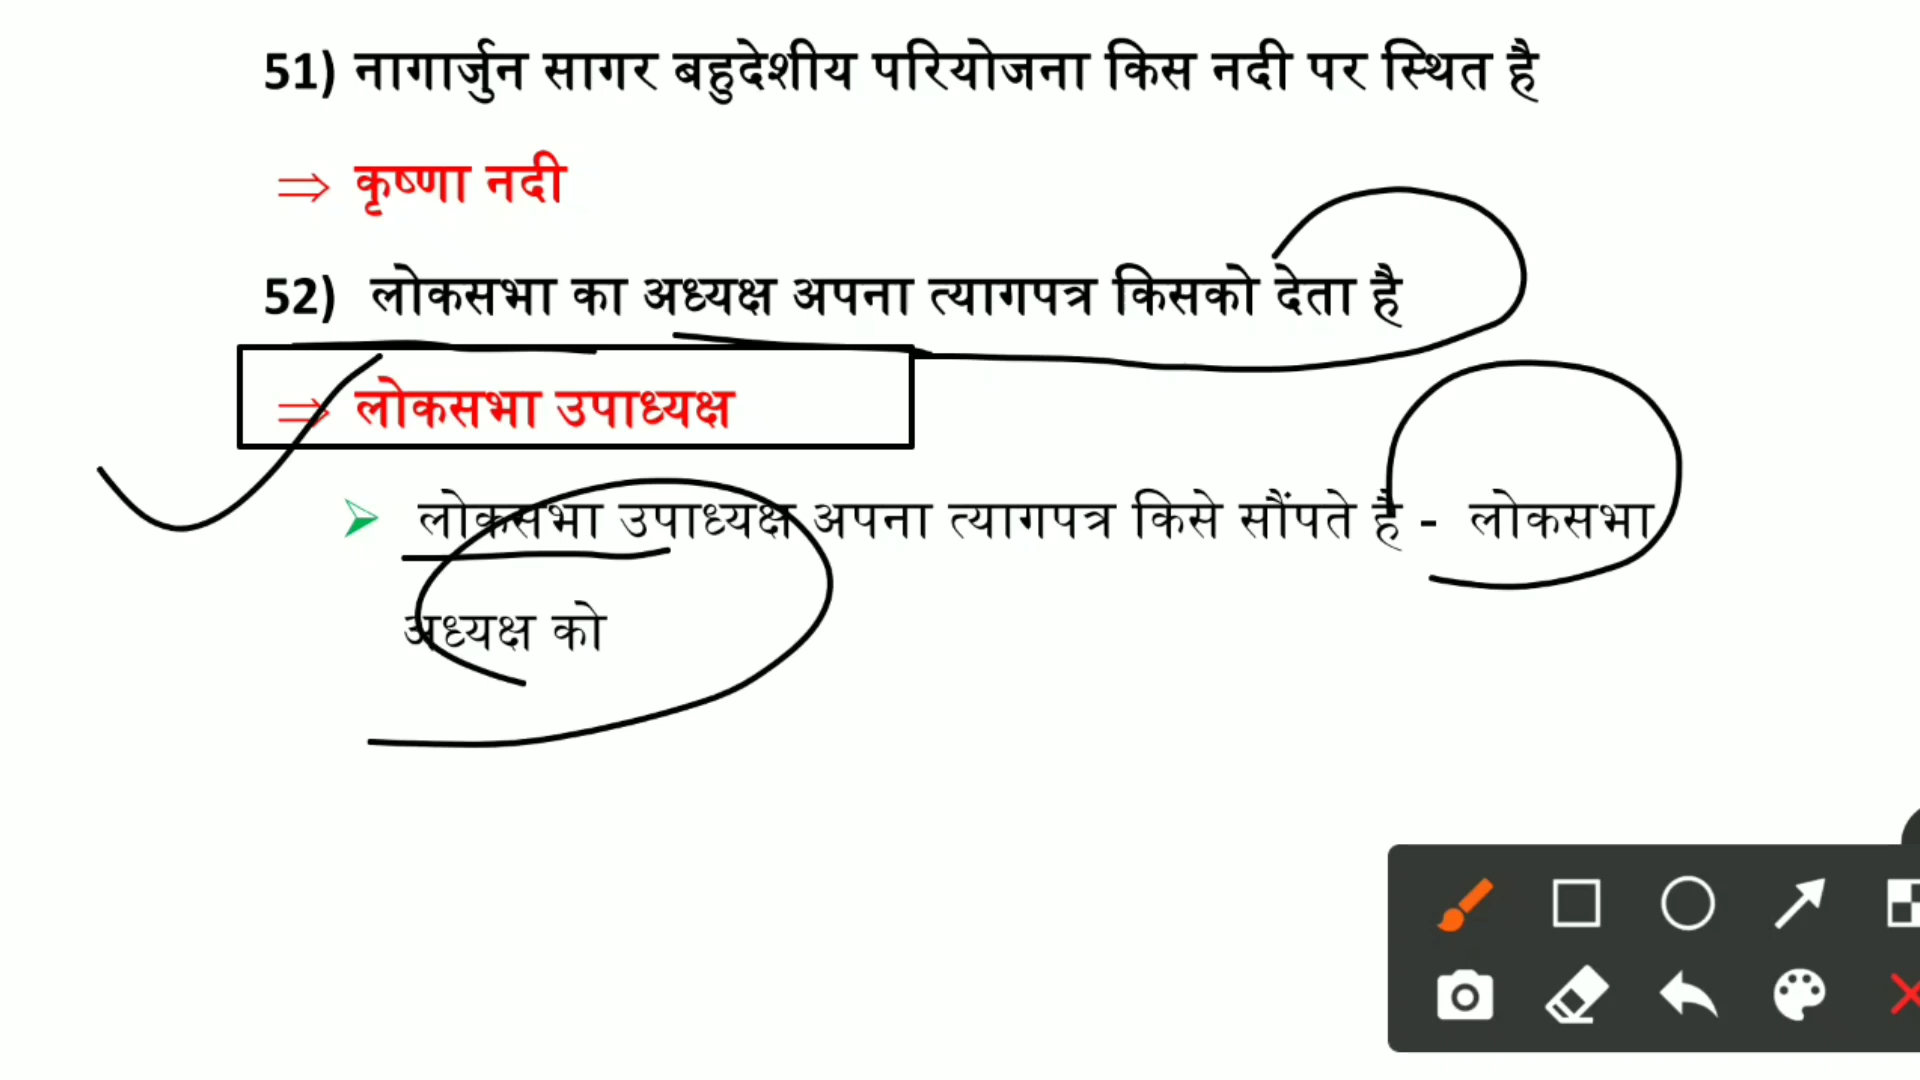 51) नागार्जुन सागर बहुदेशीय परियोजना किस नदी पर स्थित है
⇒ कृष्णा नदी
52) लोकसभा का अध्यक्ष अपना त्यागपत्र किसको देता है
⇒ लोकसभा उपाध्यक्ष
➢ लोकसभा उपाध्यक्ष अपना त्यागपत्र किसे सौंपते हैं - लोकसभा
अध्यक्ष को